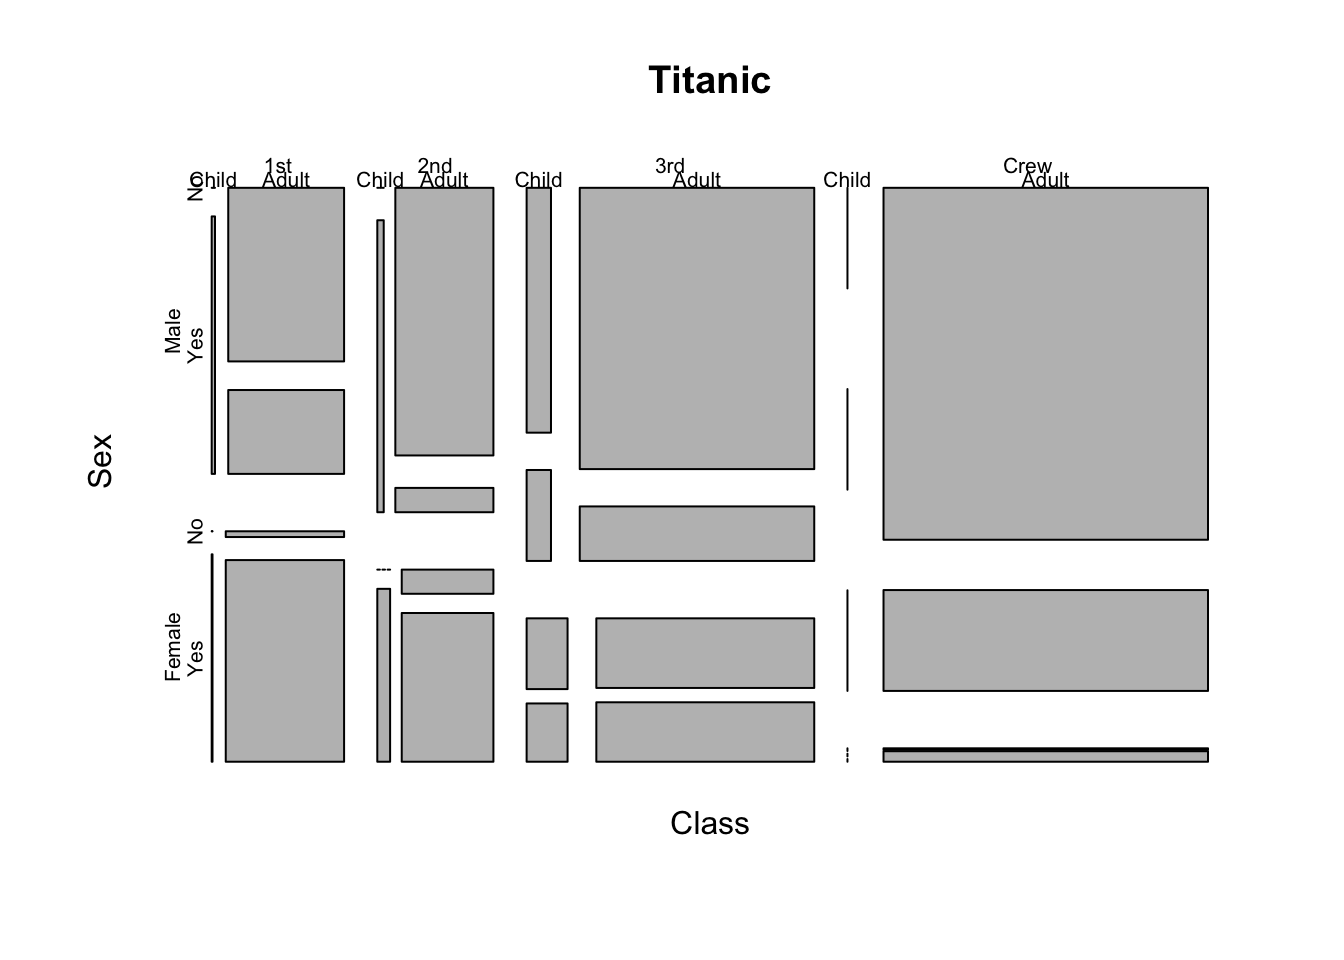 Titanic
1st 2nd 3rd Crew
Child Adult Child Adult Child Adult Child Adult
No
Male
Yes
Sex
No
Female
Yes
Class